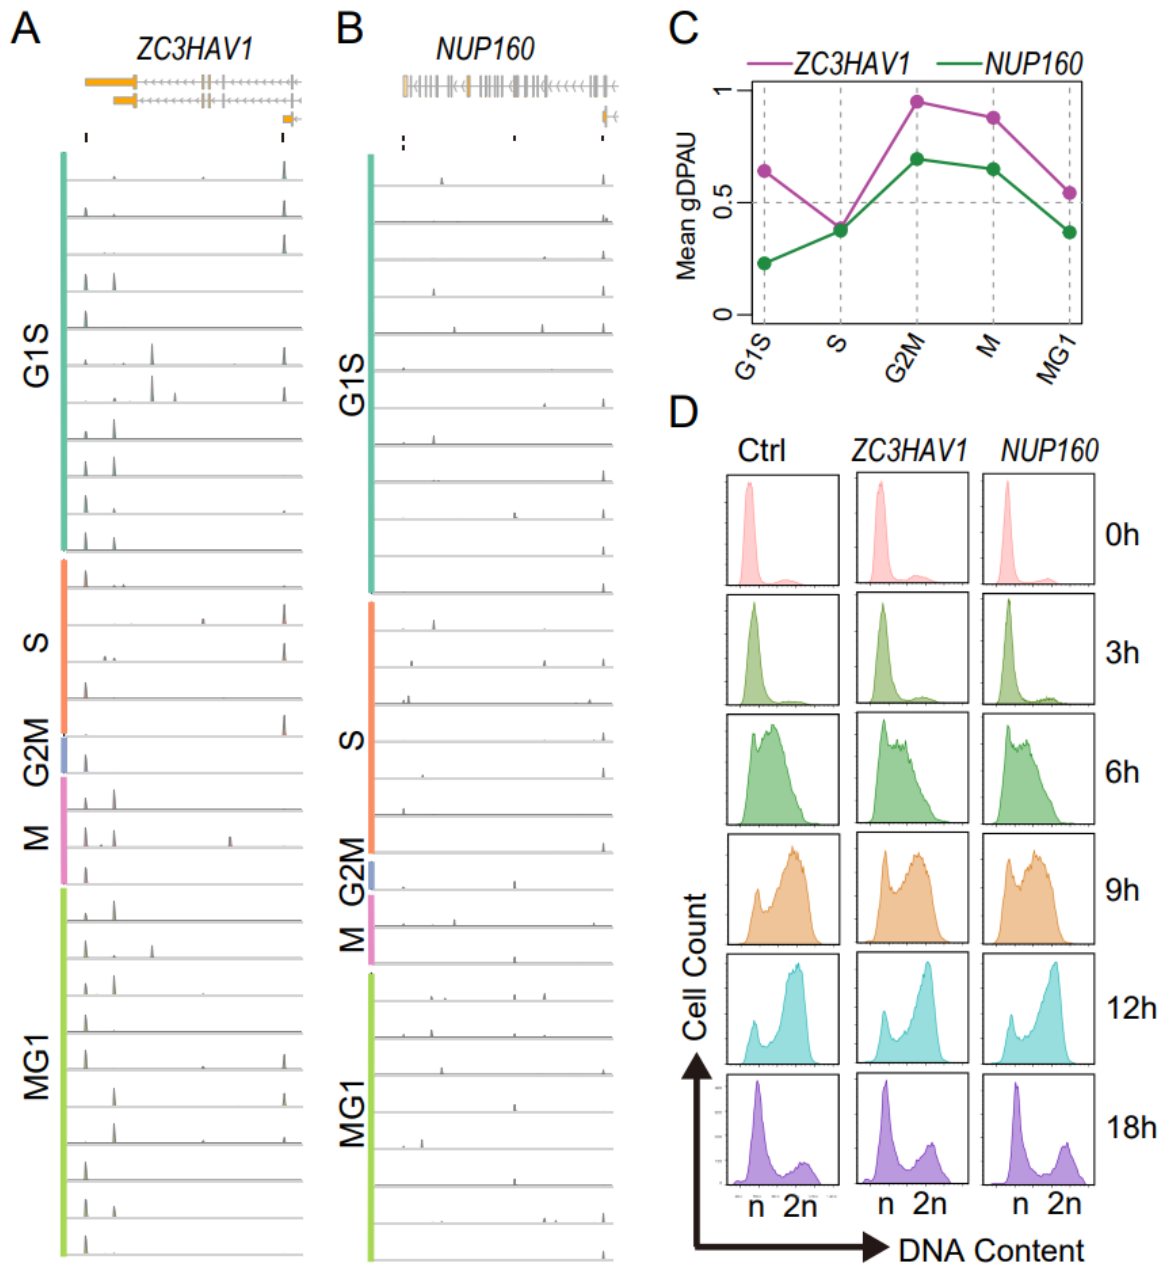 A
ZC3HAV1
G1S
S
G2M
M
MG1
B
NUP160
G1S
S
G2M
M
MG1
C
ZC3HAV1
NUP160
Mean gDPAU
1
0.5
0
G1S
S
G2M
M
MG1
D
Ctrl
ZC3HAV1
NUP160
0h
3h
6h
9h
12h
18h
Cell Count
n 2n
n 2n
n 2n
DNA Content